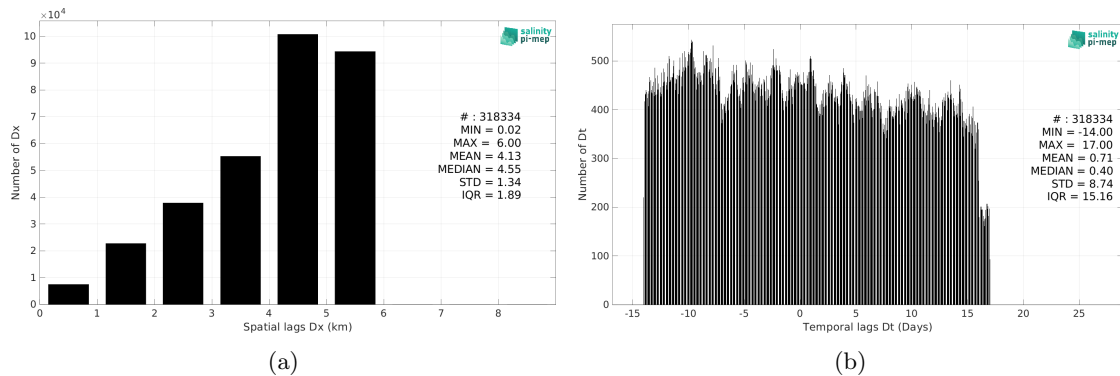 ×10⁴
10
9
8
7
6
5
4
3
2
1
0
Number of Dx
0 1 2 3 4 5 6 7 8
Spatial lags Dx (km)
salinity
pi-mep
# : 318334
MIN = 0.02
MAX = 6.00
MEAN = 4.13
MEDIAN = 4.55
STD = 1.34
IQR = 1.89
(a)
500
400
300
200
100
0
Number of Dt
-15 -10 -5 0 5 10 15 20 25
Temporal lags Dt (Days)
salinity
pi-mep
# : 318334
MIN = -14.00
MAX = 17.00
MEAN = 0.71
MEDIAN = 0.40
STD = 8.74
IQR = 15.16
(b)